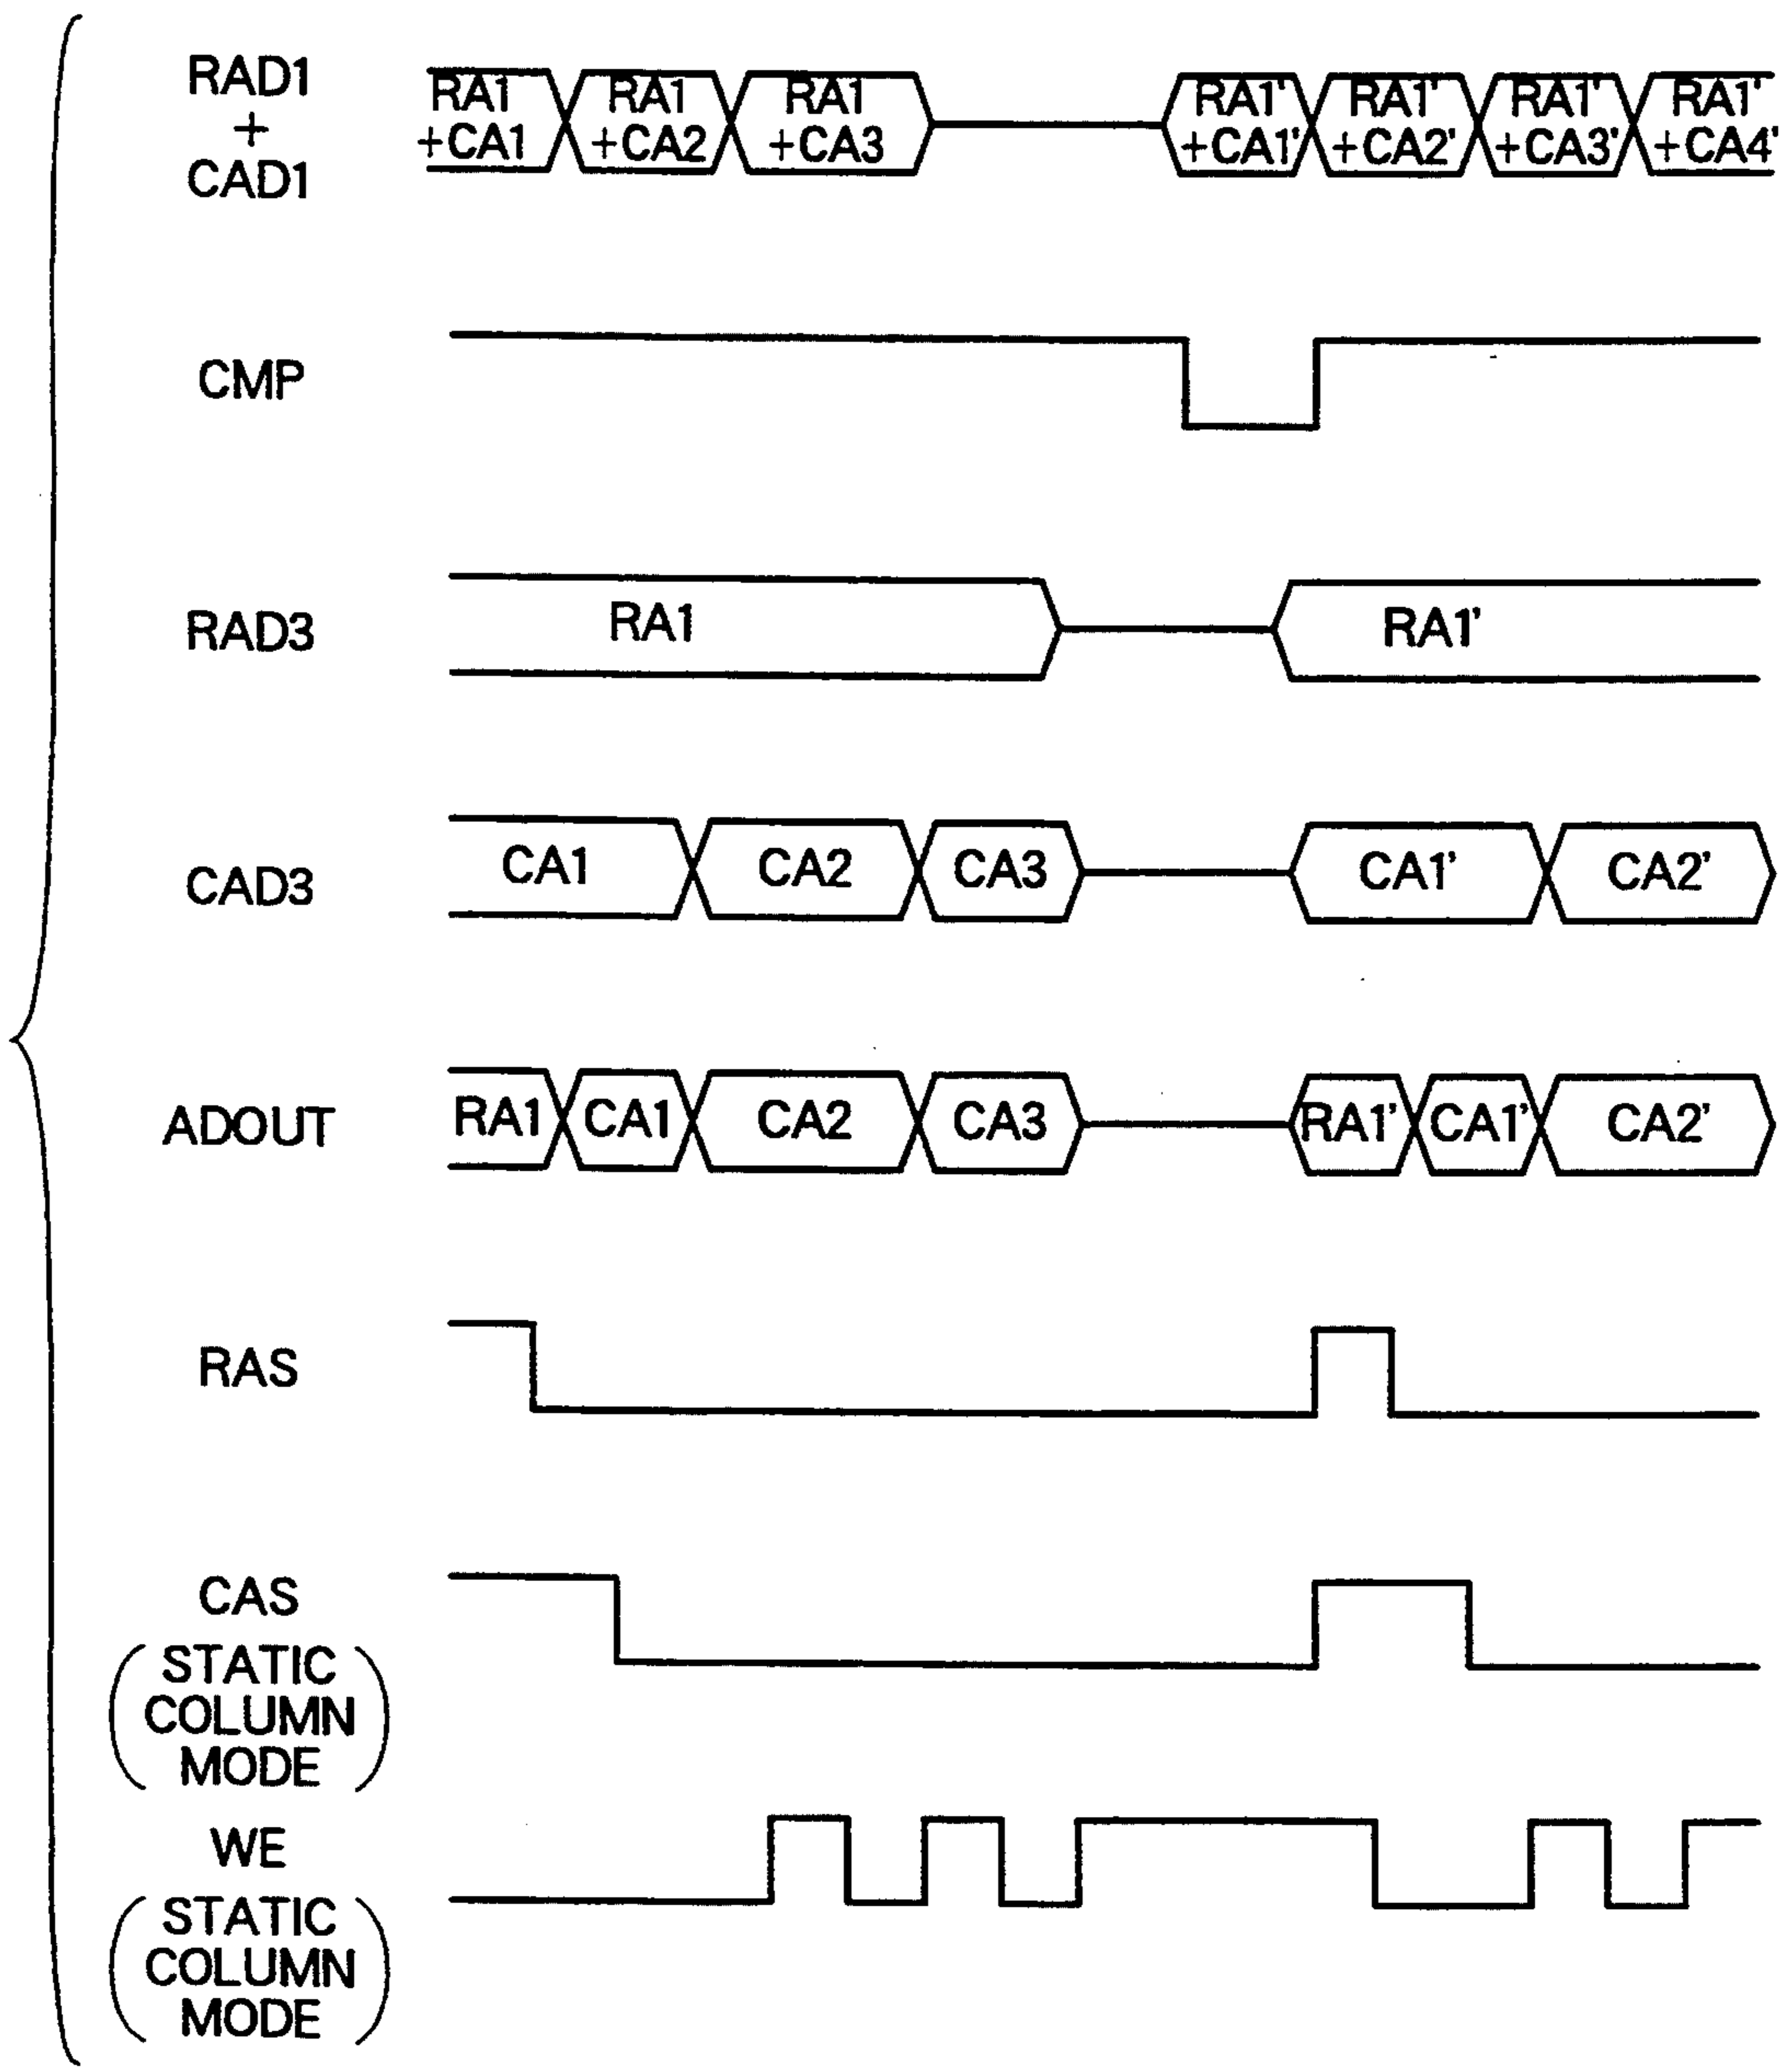 RAD1
+
CAD1
RA1
+CA1
RA1
+CA2
RA1
+CA3
RA1'
+CA1'
RA1'
+CA2'
RA1'
+CA3'
RA1'
+CA4'
CMP
RAD3
RA1
RA1'
CAD3
CA1
CA2
CA3
CA1'
CA2'
ADOUT
RA1
CA1
CA2
CA3
RA1'
CA1'
CA2'
RAS
CAS
(STATIC
COLUMN
MODE)
WE
(STATIC
COLUMN
MODE)